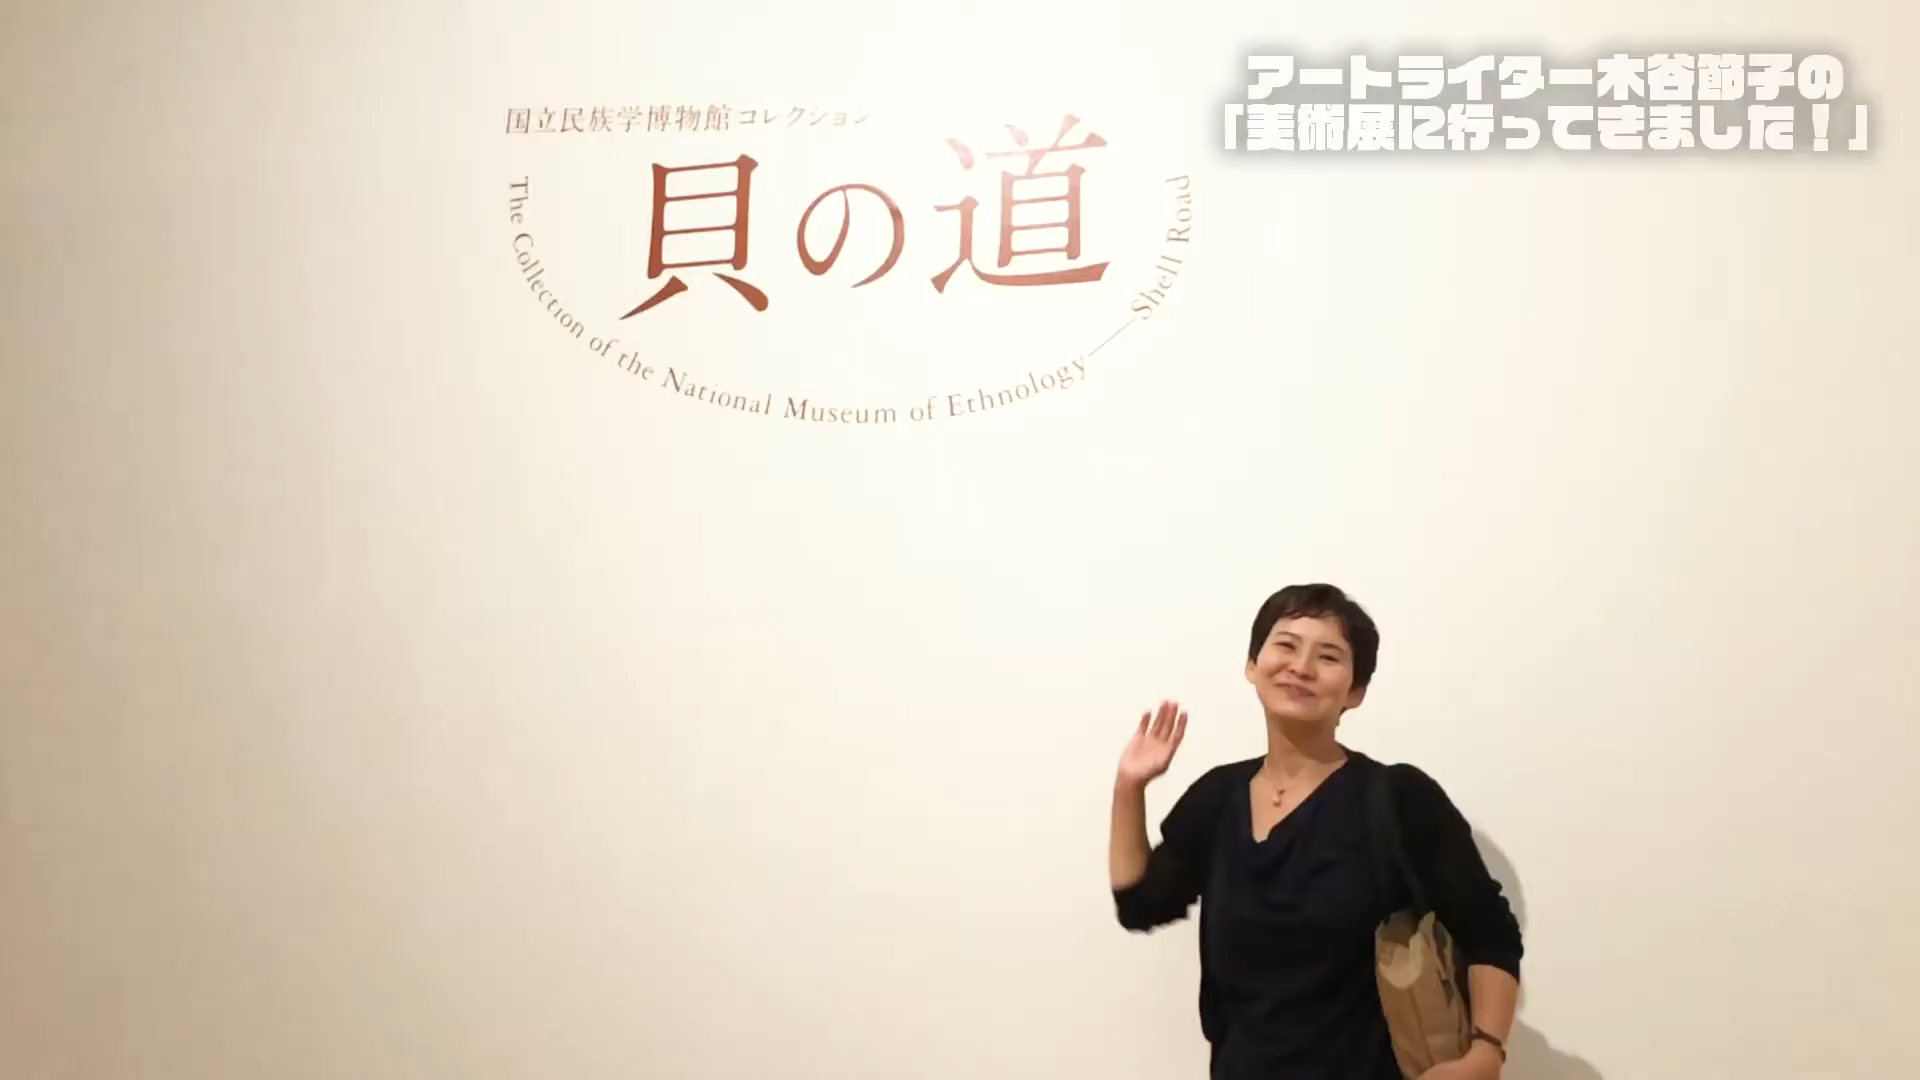 アートライター木谷節子の
「美術展に行ってきました！」
国立民族学博物館コレクション
貝の道
The Collection of the National Museum of Ethnology — Shell Road